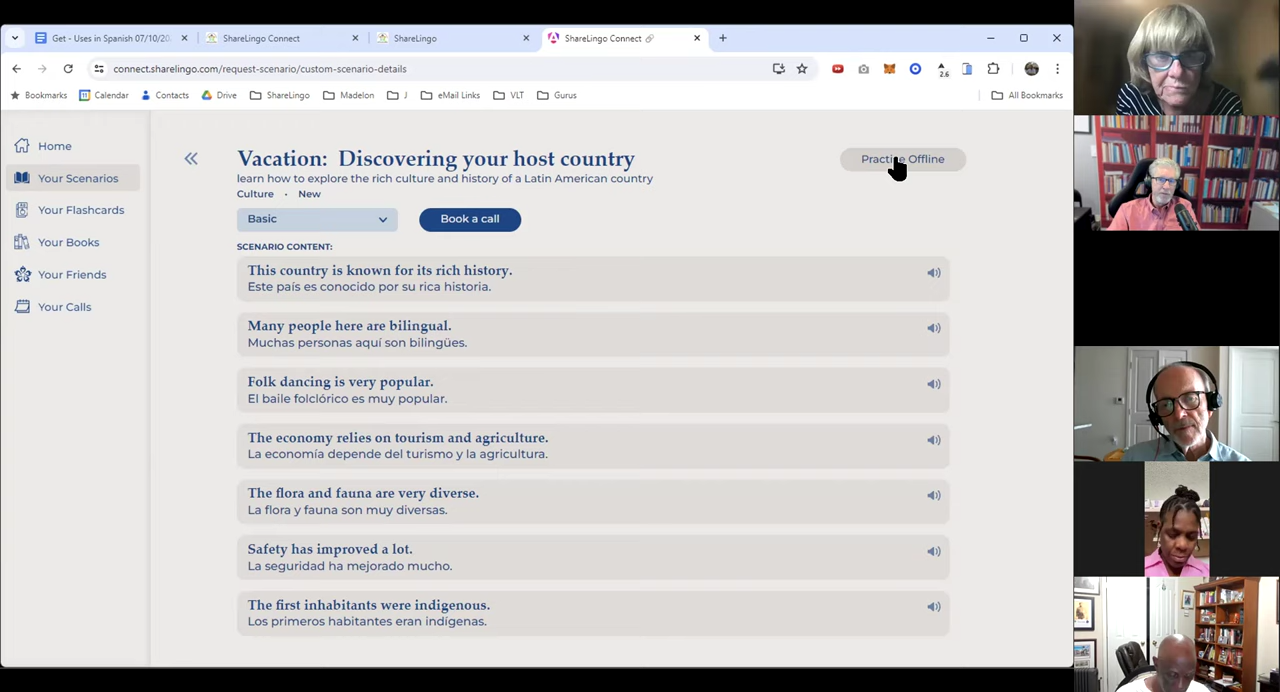 Get - Uses in Spanish 07/10/20
ShareLingo Connect
ShareLingo
ShareLingo Connect
connect.sharelingo.com/request-scenario/custom-scenario-details
2.6
Bookmarks
Calendar
Contacts
Drive
ShareLingo
Madelon
J
eMail Links
VLT
Gurus
All Bookmarks
Home
Your Scenarios
Your Flashcards
Your Books
Your Friends
Your Calls
Vacation: Discovering your host country
learn how to explore the rich culture and history of a Latin American country
Culture · New
Practice Offline
Basic
Book a call
SCENARIO CONTENT:
This country is known for its rich history.
Este país es conocido por su rica historia.
Many people here are bilingual.
Muchas personas aquí son bilingües.
Folk dancing is very popular.
El baile folclórico es muy popular.
The economy relies on tourism and agriculture.
La economía depende del turismo y la agricultura.
The flora and fauna are very diverse.
La flora y fauna son muy diversas.
Safety has improved a lot.
La seguridad ha mejorado mucho.
The first inhabitants were indigenous.
Los primeros habitantes eran indígenas.